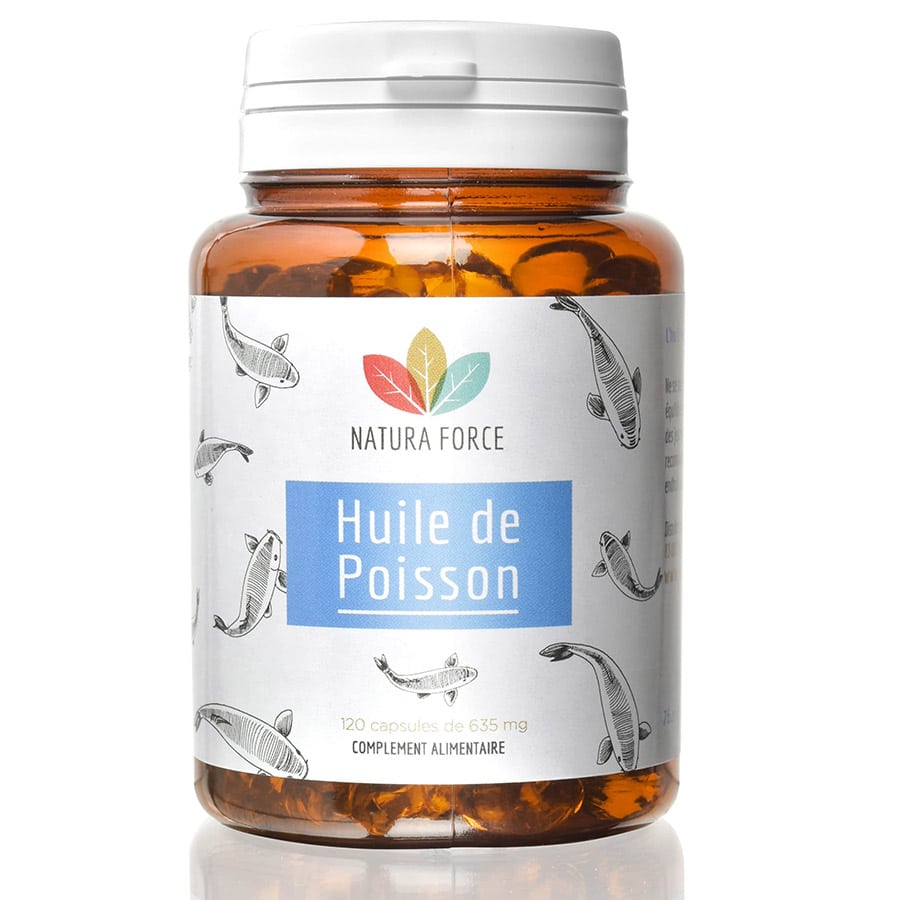 NATURA FORCE
Huile de
Poisson
120 capsules de 635 mg
COMPLEMENT ALIMENTAIRE